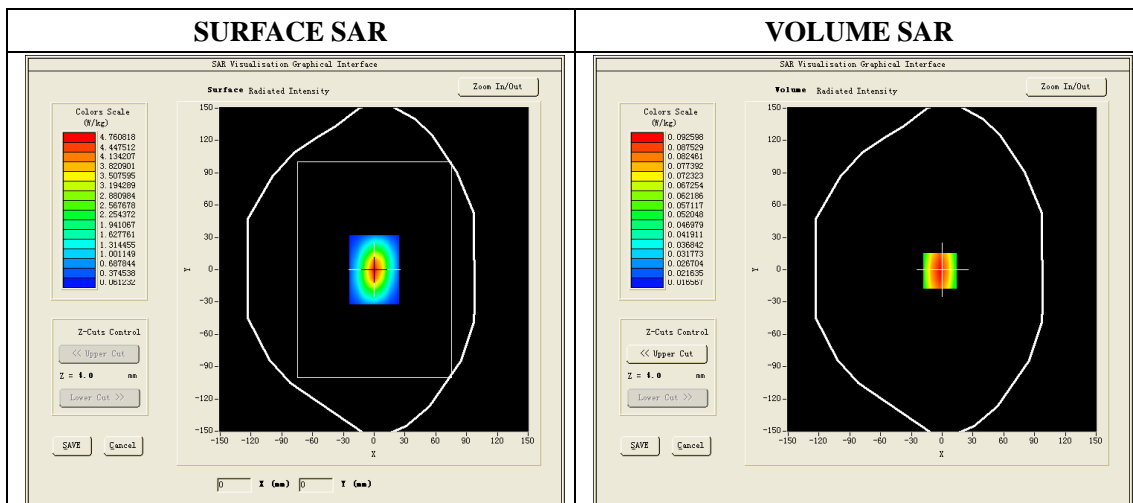 SURFACE SAR
VOLUME SAR
SAR Visualisation Graphical Interface
Surface Radiated Intensity
Zoom In/Out
Colors Scale
(W/kg)
4.760818
4.447512
4.134207
3.820901
3.507595
3.194289
2.880984
2.567678
2.254372
1.941067
1.627761
1.314455
1.001149
0.687844
0.374538
0.061232
150
120
90
60
30
0
-30
-60
-90
-120
-150
Y
-150 -120 -90 -60 -30 0 30 60 90 120 150
X
Z-Cuts Control
<< Upper Cut
Z = 4.0 mm
Lower Cut >>
SAVE Cancel
0 X (mm) 0 Y (mm)
SAR Visualisation Graphical Interface
Volume Radiated Intensity
Zoom In/Out
Colors Scale
(W/kg)
0.092598
0.087529
0.082461
0.077392
0.072323
0.067254
0.062186
0.057117
0.052048
0.046979
0.041911
0.036842
0.031773
0.026704
0.021635
0.016567
150
120
90
60
30
0
-30
-60
-90
-120
-150
Y
-150 -120 -90 -60 -30 0 30 60 90 120 150
X
Z-Cuts Control
<< Upper Cut
Z = 4.0 mm
Lower Cut >>
SAVE Cancel